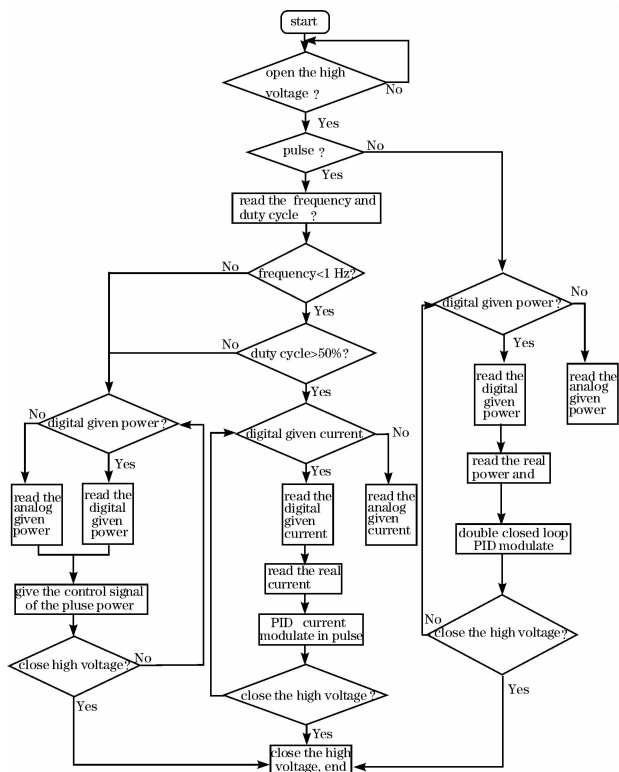 start
open the high
voltage ?
No
Yes
pulse ?
No
Yes
read the frequency and
duty cycle ?
No
frequency<1 Hz?
Yes
No
duty cycle>50%?
Yes
digital given power?
No
Yes
read the
digital
given
power
read the
analog
given
power
read the real
power and
double closed loop
PID modulate
No
close the high voltage?
Yes
digital given power?
No
Yes
read the
analog
given
power
read the
digital
given
power
give the control signal
of the pluse power
close high voltage?
No
Yes
digital given current
No
Yes
read the
digital
given
current
read the
analog
given
current
read the real
current
PID current
modulate in pulse
close the high voltage?
Yes
close the high
voltage, end